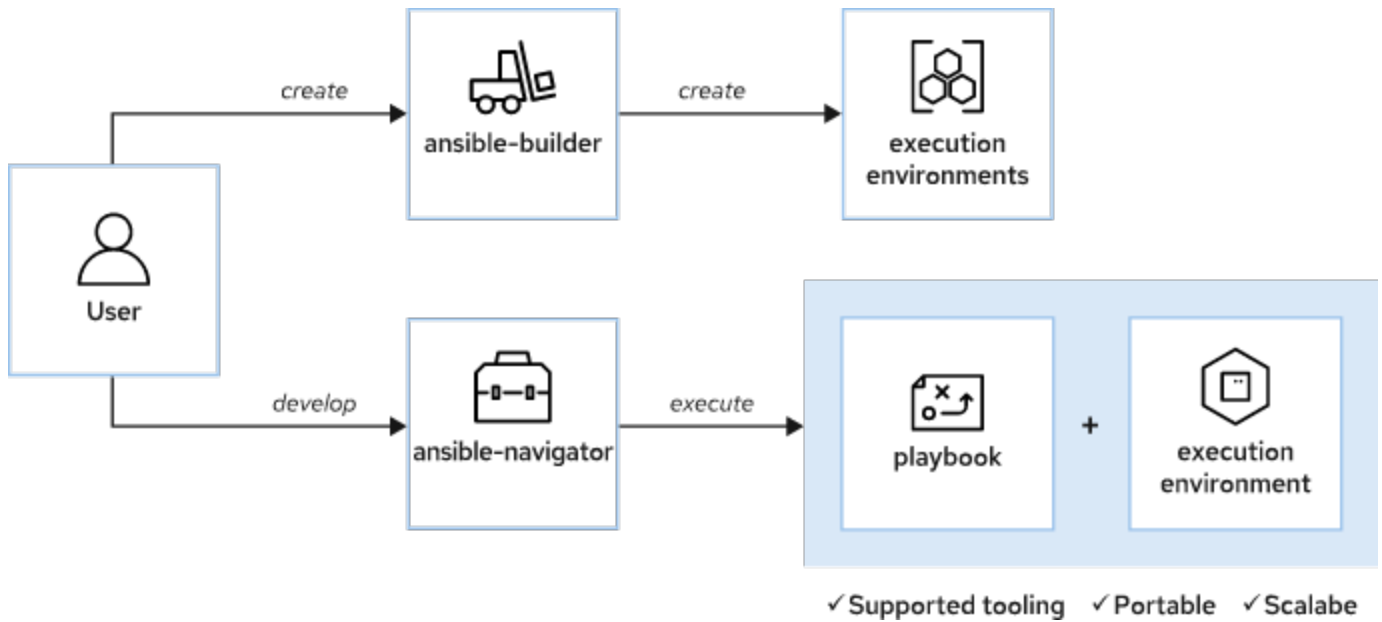 create
create
ansible-builder
execution
environments
User
develop
execute
ansible-navigator
playbook
+
execution
environment
✓Supported tooling ✓Portable ✓Scalabe